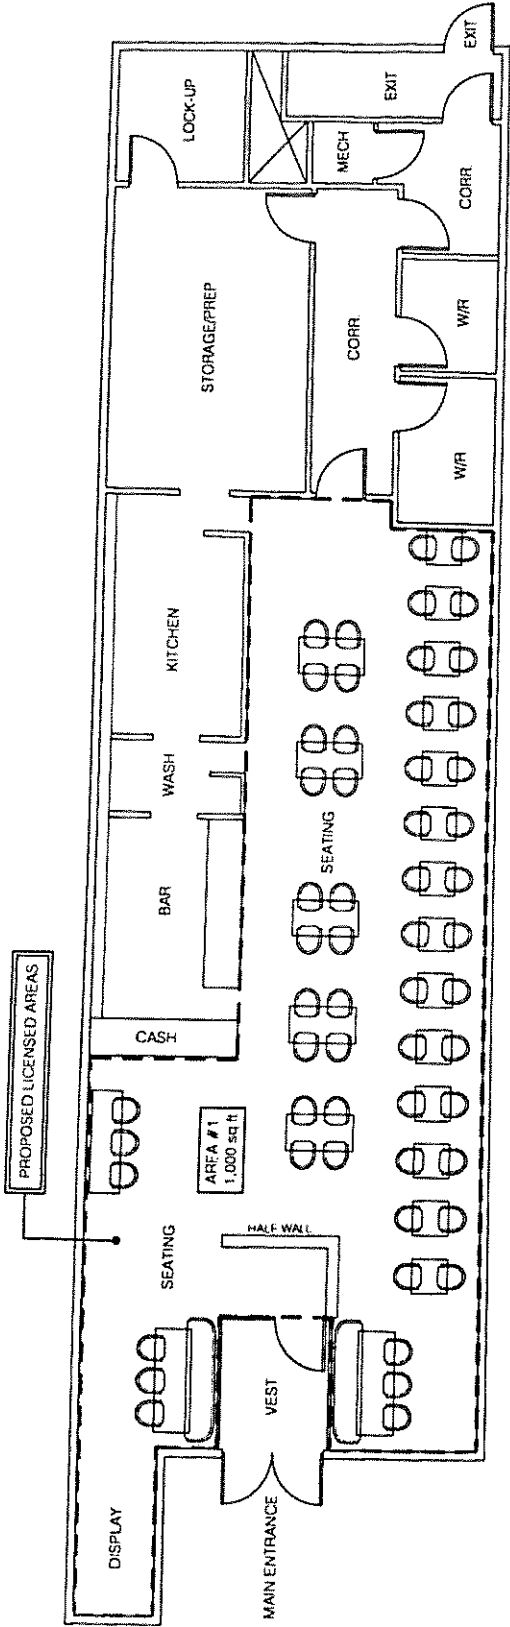 EXIT
EXIT
LOCK-UP
MECH
CORR.
STORAGE/PREP
CORR.
W/R
W/R
KITCHEN
WASH
BAR
SEATING
CASH
PROPOSED LICENSED AREAS
AREA #1
1,000 sq ft
HALF WALL
SEATING
VEST
DISPLAY
MAIN ENTRANCE